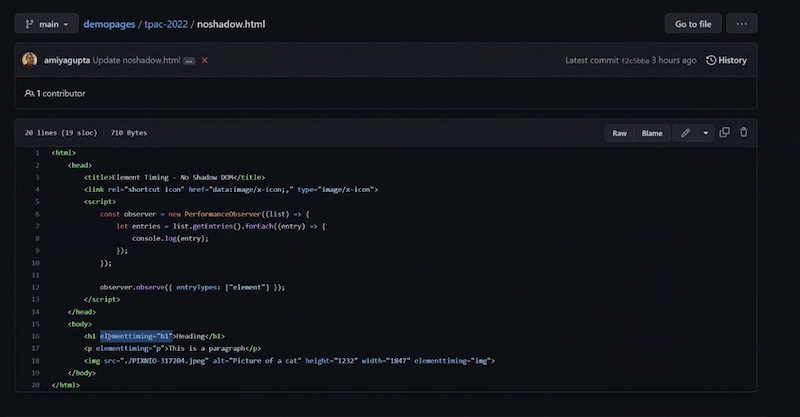 main
demopages / tpac-2022 / noshadow.html
Go to file
...
amiyagupta Update noshadow.html ... Latest commit f2c5bba 3 hours ago History
1 contributor
20 lines (19 sloc) 710 Bytes
Raw Blame
1 <html>
2 <head>
3 <title>Element Timing - No Shadow DOM</title>
4 <link rel="shortcut icon" href="data:image/x-icon;," type="image/x-icon">
5 <script>
6 const observer = new PerformanceObserver((list) => {
7 let entries = list.getEntries().forEach((entry) => {
8 console.log(entry);
9 });
10 });
11
12 observer.observe({ entryTypes: ["element"] });
13 </script>
14 </head>
15 <body>
16 <h1 elementtiming="h1">Heading</h1>
17 <p elementtiming="p">This is a paragraph</p>
18 <img src="./PIXNIO-317204.jpeg" alt="Picture of a cat" height="1232" width="1847" elementtiming="img">
19 </body>
20 </html>